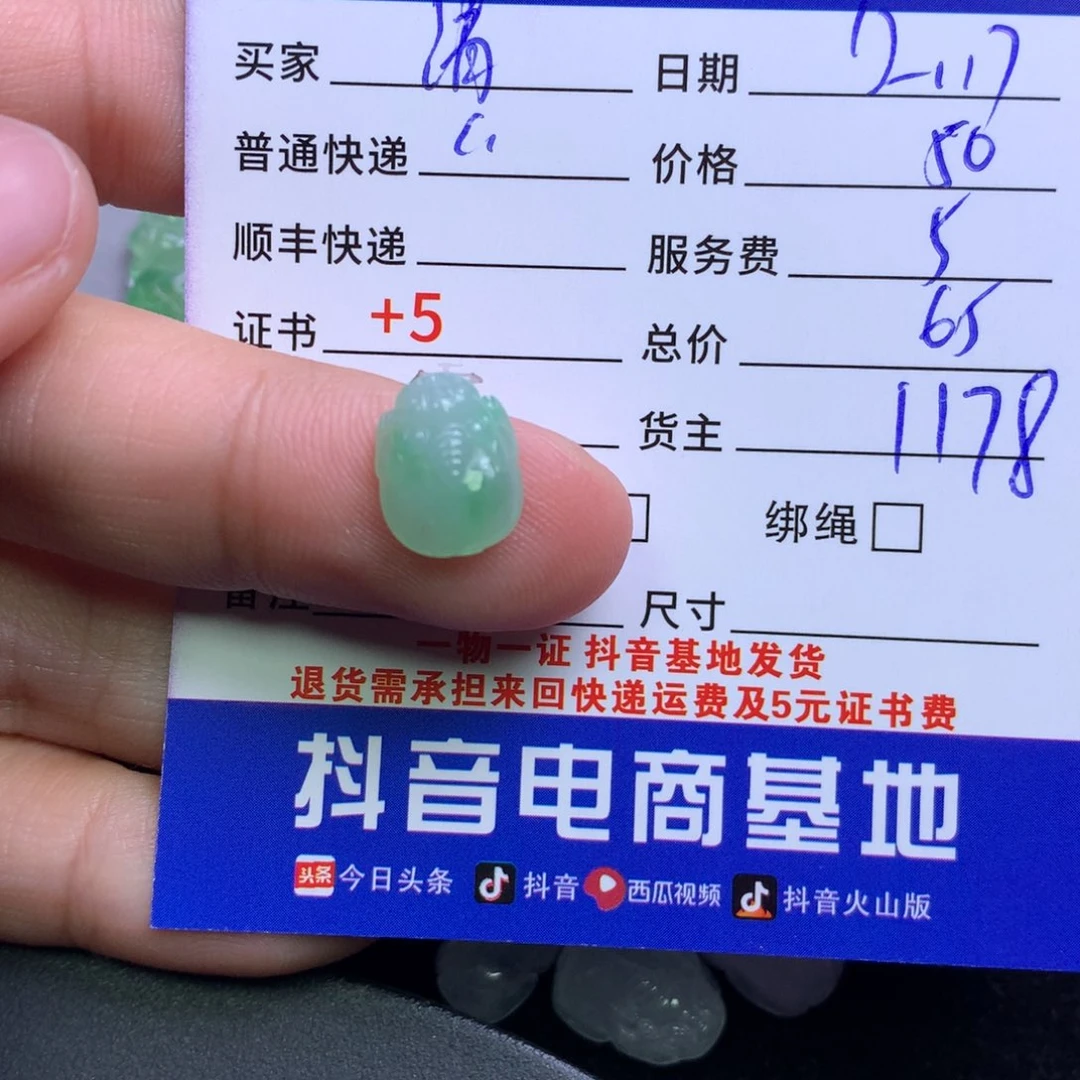 买家 满 日期 2.17
普通快递 价格 50
顺丰快递 服务费 5
证书 +5 总价 65
货主 1178
绑绳
备注 尺寸
一物一证 抖音基地发货
退货需承担来回快递运费及5元证书费
抖音电商基地
头条 今日头条 抖音 西瓜视频 抖音火山版